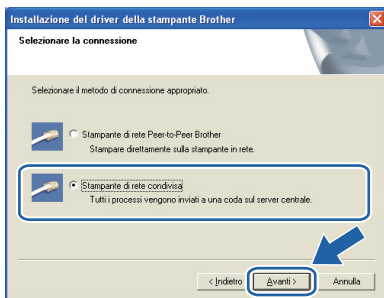 Installazione del driver della stampante Brother
Selezionare la connessione
Selezionare il metodo di connessione appropriato.
Stampante di rete Peer-to-Peer Brother
Stampare direttamente sulla stampante in rete.
Stampante di rete condivisa
Tutti i processi vengono inviati a una coda sul server centrale.
< Indietro Avanti > Annulla